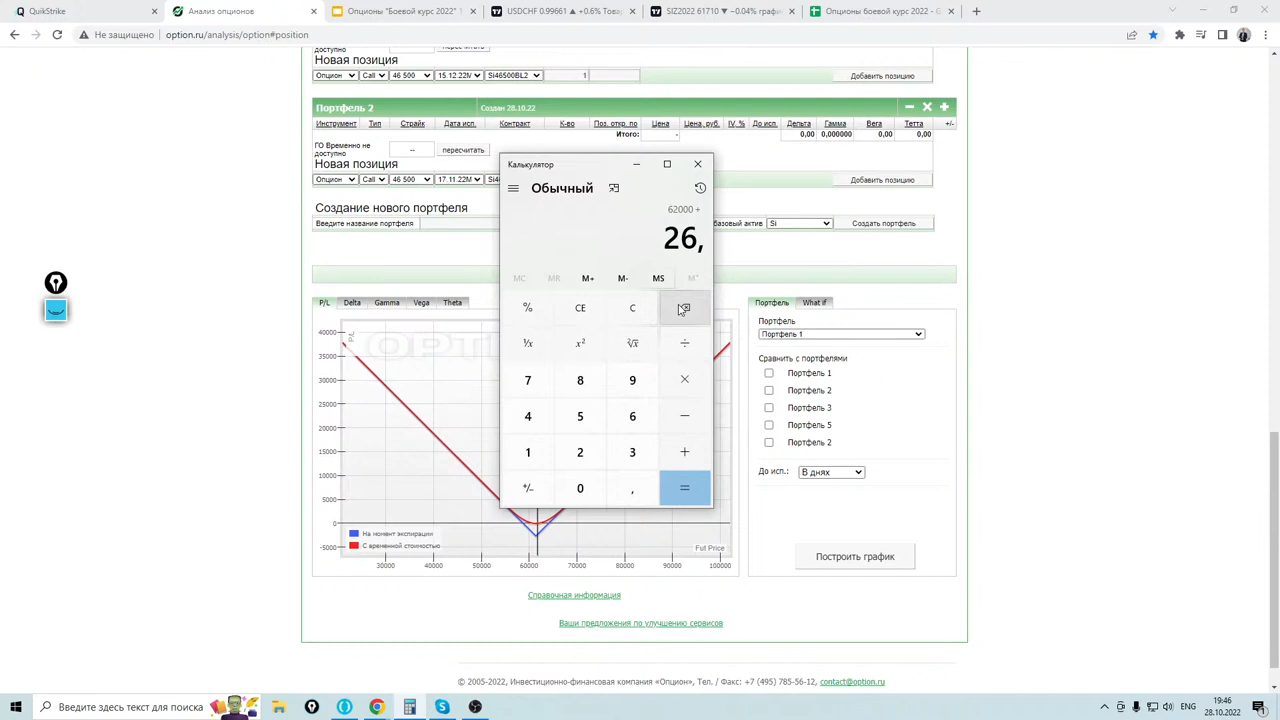 QuikStrike
Анализ опционов
Опционы "Боевой курс 2022"
USDCHF 0.99661 ▲ +0.6% Това
SIZ2022 61710 ▼ −0.04% граф
Опционы боевой курс 2022 - G
Не защищено
option.ru/analysis/option#position
доступно
пересчитать
Новая позиция
Опцион
Call
46 500
15.12.22М
Si46500BL2
1
Добавить позицию
Портфель 2
Создан 28.10.22
Инструмент
Тип
Страйк
Дата исп.
Контракт
К-во
Поз. откр. по
Цена
Цена, руб.
IV, %
До исп.
Дельта
Гамма
Вега
Тетта
+/-
Итого:
-
0,00
0,000000
0,00
0,00
ГО Временно не
доступно
--
пересчитать
Новая позиция
Опцион
Call
46 500
17.11.22М
Si4
Добавить позицию
Создание нового портфеля
Введите название портфеля
базовый актив
Si
Создать портфель
Калькулятор
Обычный
62000 +
26,
MC
MR
M+
M-
MS
%
CE
C
¹/x
x²
²√x
÷
7
8
9
×
4
5
6
−
1
2
3
+
+/−
0
,
=
P/L
Delta
Gamma
Vega
Theta
P/L
40000
35000
30000
25000
20000
15000
10000
5000
0
-5000
30000
40000
50000
60000
70000
80000
90000
100000
На момент экспирации
С временной стоимостью
Fut Price
Портфель
What if
Портфель
Портфель 1
Сравнить с портфелями
Портфель 1
Портфель 2
Портфель 3
Портфель 5
Портфель 2
До исп.:
В днях
Построить график
Справочная информация
Ваши предложения по улучшению сервисов
© 2005-2022, Инвестиционно-финансовая компания «Опцион», Тел. / Факс: +7 (495) 785-56-12, contact@option.ru
Введите здесь текст для поиска
ENG
19:46
28.10.2022